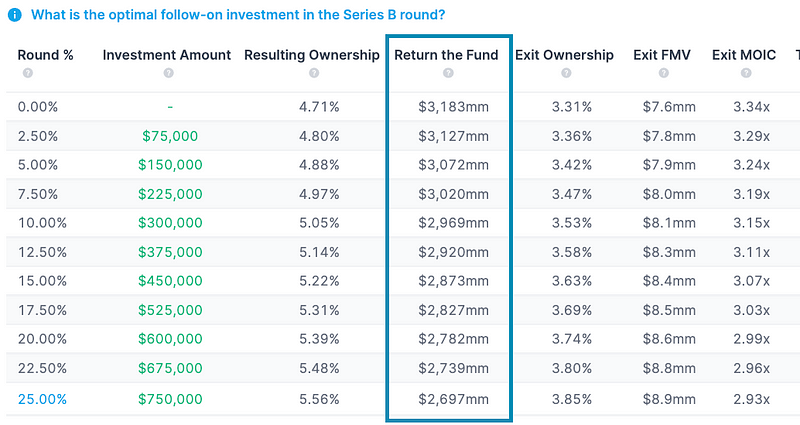 What is the optimal follow-on investment in the Series B round?
Round % Investment Amount Resulting Ownership Return the Fund Exit Ownership Exit FMV Exit MOIC T
0.00% - 4.71% $3,183mm 3.31% $7.6mm 3.34x
2.50% $75,000 4.80% $3,127mm 3.36% $7.8mm 3.29x
5.00% $150,000 4.88% $3,072mm 3.42% $7.9mm 3.24x
7.50% $225,000 4.97% $3,020mm 3.47% $8.0mm 3.19x
10.00% $300,000 5.05% $2,969mm 3.53% $8.1mm 3.15x
12.50% $375,000 5.14% $2,920mm 3.58% $8.3mm 3.11x
15.00% $450,000 5.22% $2,873mm 3.63% $8.4mm 3.07x
17.50% $525,000 5.31% $2,827mm 3.69% $8.5mm 3.03x
20.00% $600,000 5.39% $2,782mm 3.74% $8.6mm 2.99x
22.50% $675,000 5.48% $2,739mm 3.80% $8.8mm 2.96x
25.00% $750,000 5.56% $2,697mm 3.85% $8.9mm 2.93x